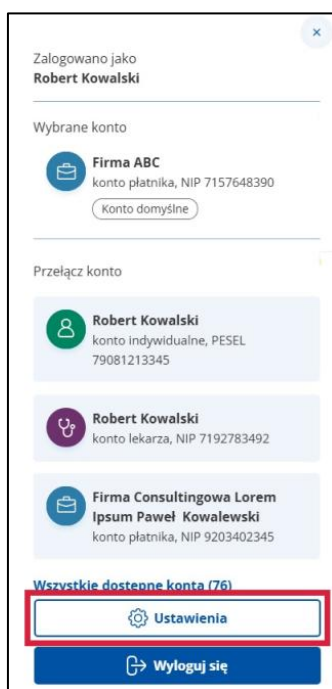 Zalogowano jako
Robert Kowalski
Wybrane konto
Firma ABC
konto płatnika, NIP 7157648390
Konto domyślne
Przełącz konto
Robert Kowalski
konto indywidualne, PESEL
79081213345
Robert Kowalski
konto lekarza, NIP 7192783492
Firma Consultingowa Lorem
Ipsum Paweł Kowalewski
konto płatnika, NIP 9203402345
Wszystkie dostępne konta (76)
Ustawienia
Wyloguj się